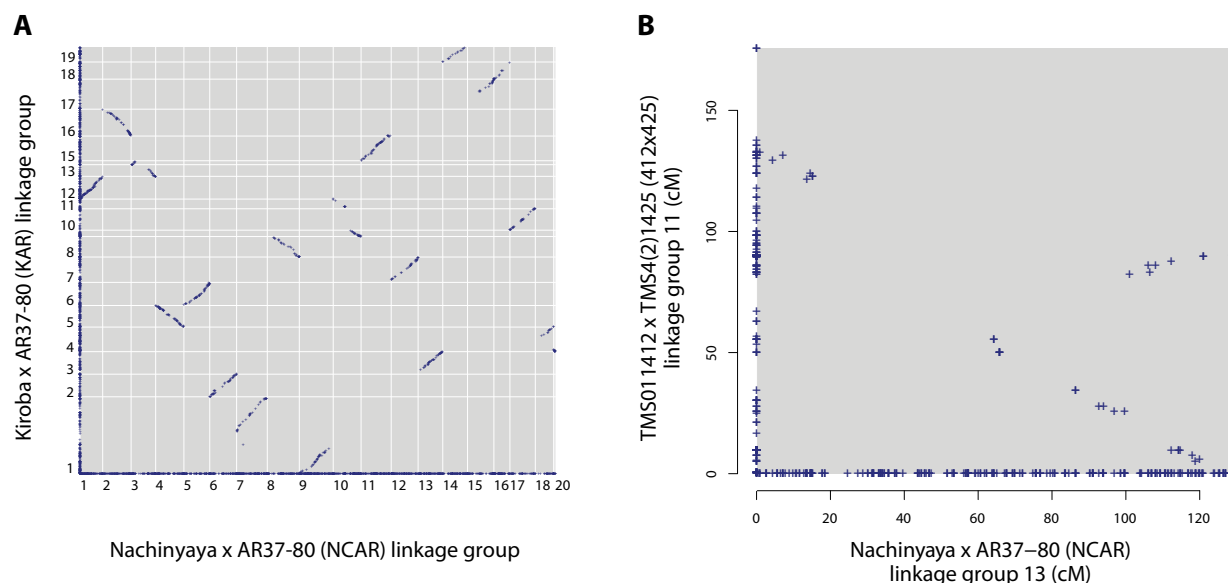 A
Kiroba x AR37-80 (KAR) linkage group
19
18
17
16
15
13
12
11
10
8
7
6
5
4
3
2
1
1 2 3 4 5 6 7 8 9 10 11 12 13 14 15 16 17 18 20
Nachinyaya x AR37-80 (NCAR) linkage group
B
TMS011412 x TMS4(2)1425 (412x425)
linkage group 11 (cM)
150
100
50
0
0 20 40 60 80 100 120
Nachinyaya x AR37–80 (NCAR)
linkage group 13 (cM)